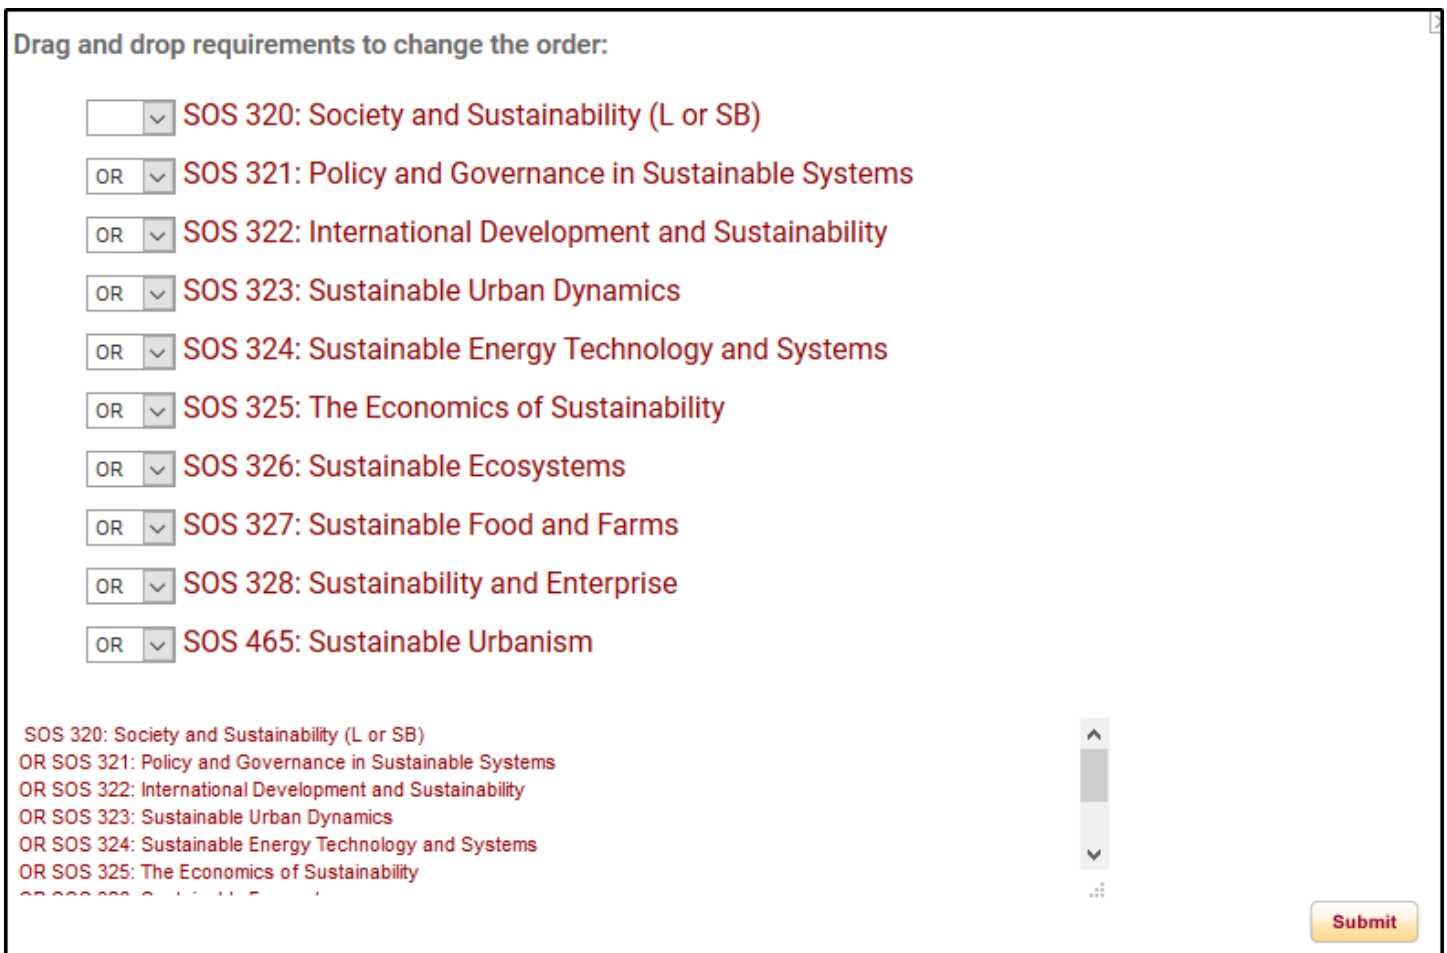 Drag and drop requirements to change the order:
SOS 320: Society and Sustainability (L or SB)
OR SOS 321: Policy and Governance in Sustainable Systems
OR SOS 322: International Development and Sustainability
OR SOS 323: Sustainable Urban Dynamics
OR SOS 324: Sustainable Energy Technology and Systems
OR SOS 325: The Economics of Sustainability
OR SOS 326: Sustainable Ecosystems
OR SOS 327: Sustainable Food and Farms
OR SOS 328: Sustainability and Enterprise
OR SOS 465: Sustainable Urbanism
SOS 320: Society and Sustainability (L or SB)
OR SOS 321: Policy and Governance in Sustainable Systems
OR SOS 322: International Development and Sustainability
OR SOS 323: Sustainable Urban Dynamics
OR SOS 324: Sustainable Energy Technology and Systems
OR SOS 325: The Economics of Sustainability
Submit